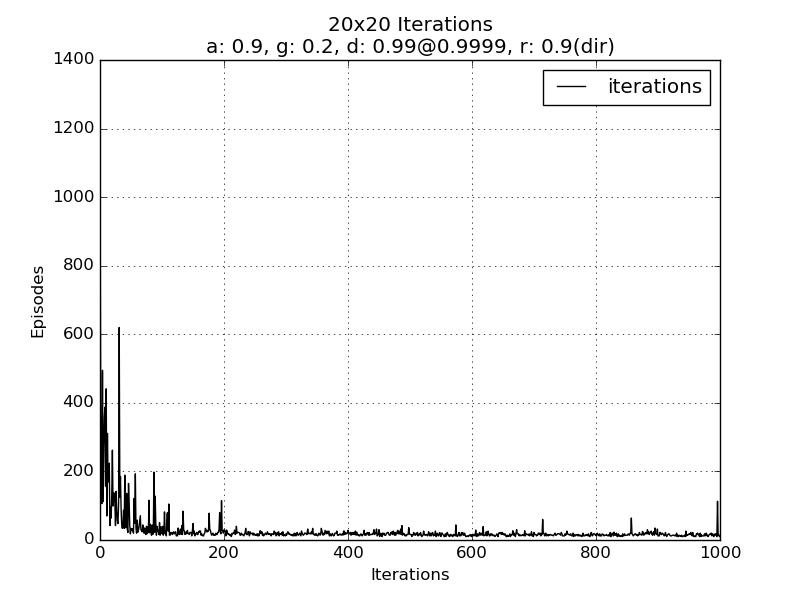 20x20 Iterations
a: 0.9, g: 0.2, d: 0.99@0.9999, r: 0.9(dir)
1400
iterations
1200
1000
800
600
400
200
0
Episodes
0 200 400 600 800 1000
Iterations